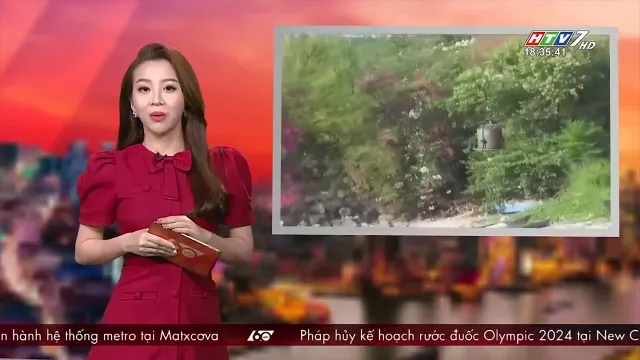 HTV7 HD
18:35:41
n hành hệ thống metro tại Matxcova 60 Pháp hủy kế hoạch rước đuốc Olympic 2024 tại New C